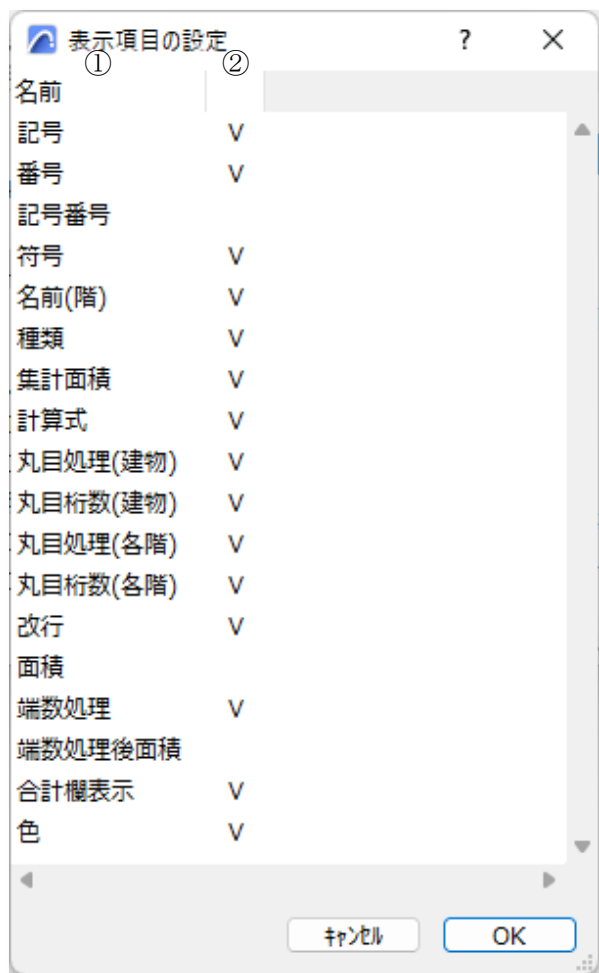 表示項目の設定 ? ×
① ②
名前
記号 V
番号 V
記号番号
符号 V
名前(階) V
種類 V
集計面積 V
計算式 V
丸目処理(建物) V
丸目桁数(建物) V
丸目処理(各階) V
丸目桁数(各階) V
改行 V
面積
端数処理 V
端数処理後面積
合計欄表示 V
色 V
ｷｬﾝｾﾙ OK